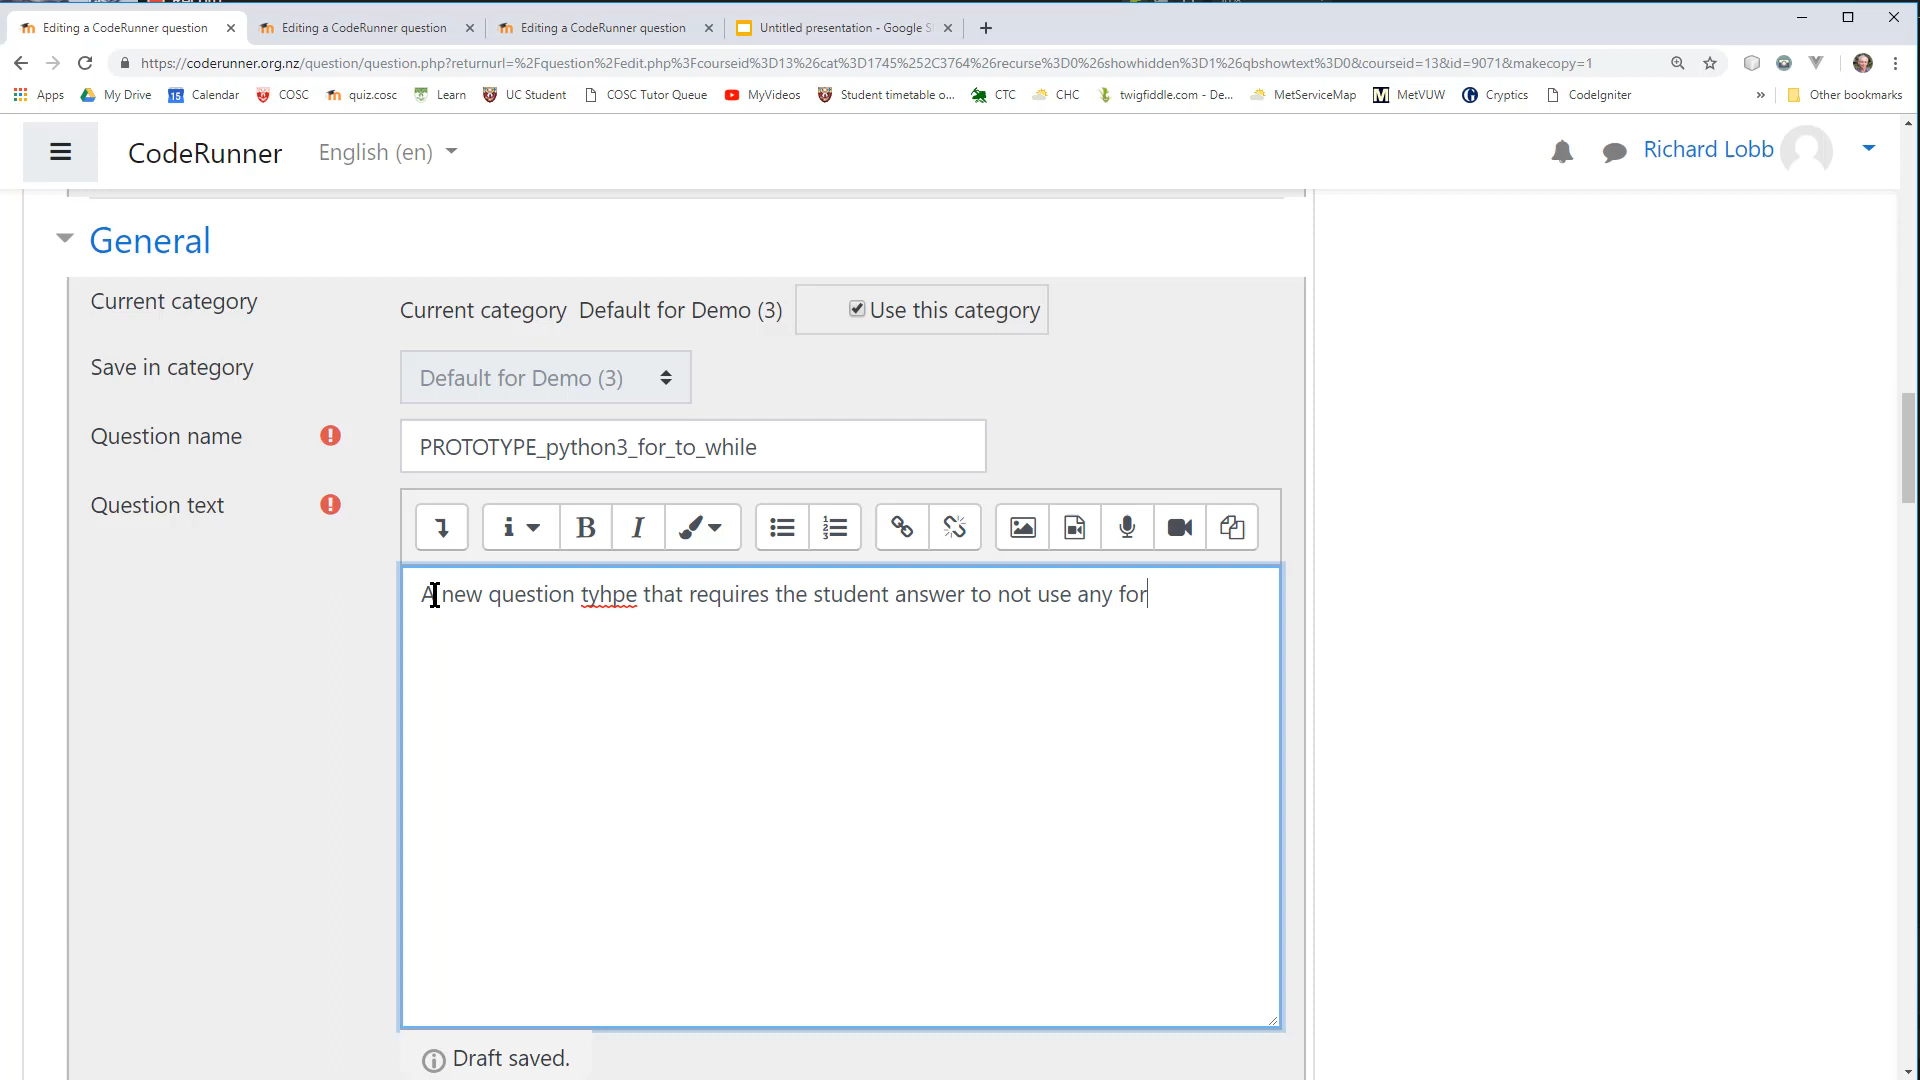 Editing a CodeRunner question
Editing a CodeRunner question
Editing a CodeRunner question
Untitled presentation - Google S
https://coderunner.org.nz/question/question.php?returnurl=%2Fquestion%2Fedit.php%3Fcourseid%3D13%26cat%3D1745%252C3764%26recurse%3D0%26showhidden%3D1%26qbshowtext%3D0&courseid=13&id=9071&makecopy=1
Apps
My Drive
15
Calendar
COSC
quiz.cosc
Learn
UC Student
COSC Tutor Queue
MyVideos
Student timetable o...
CTC
CHC
twigfiddle.com - De...
MetServiceMap
MetVUW
Cryptics
CodeIgniter
»
Other bookmarks
CodeRunner
English (en)
Richard Lobb
General
Current category
Current category Default for Demo (3)
Use this category
Save in category
Default for Demo (3)
Question name
PROTOTYPE_python3_for_to_while
Question text
A new question tyhpe that requires the student answer to not use any for
Draft saved.